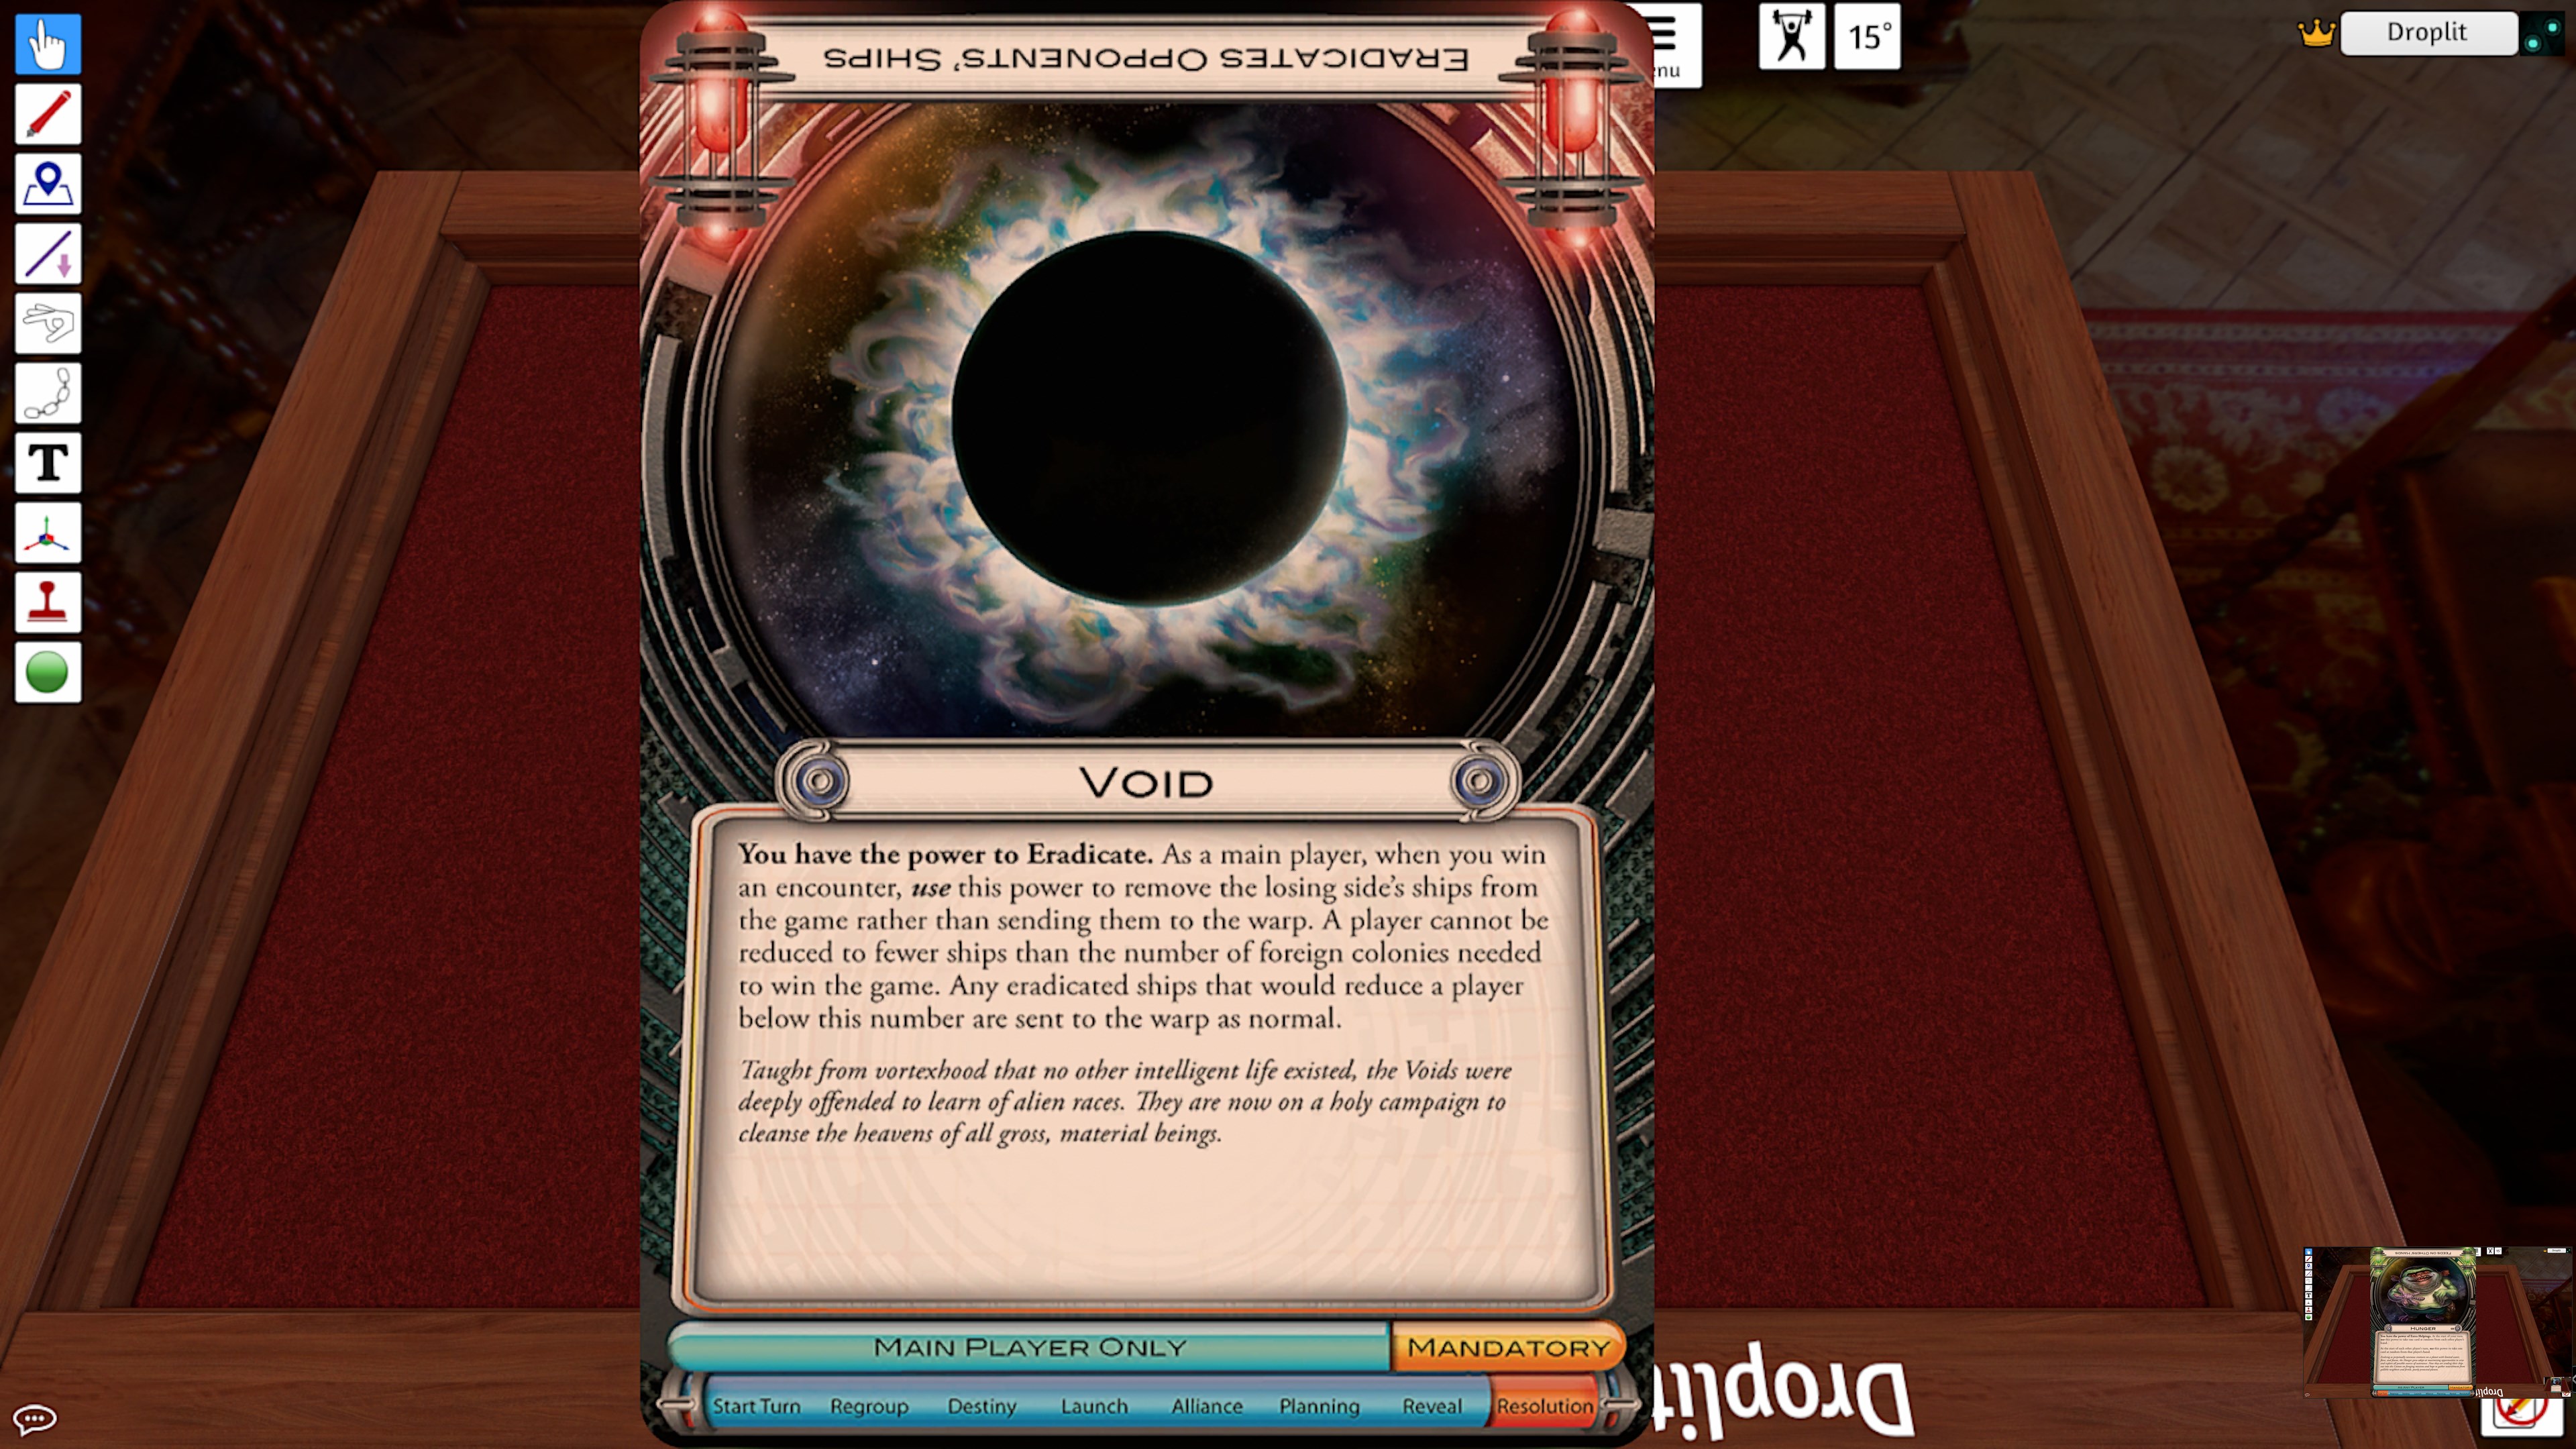 ERADICATES OPPONENTS' SHIPS
nu
15°
Droplit
T
VOID
You have the power to Eradicate. As a main player, when you win
an encounter, use this power to remove the losing side's ships from
the game rather than sending them to the warp. A player cannot be
reduced to fewer ships than the number of foreign colonies needed
to win the game. Any eradicated ships that would reduce a player
below this number are sent to the warp as normal.
Taught from vortexhood that no other intelligent life existed, the Voids were
deeply offended to learn of alien races. They are now on a holy campaign to
cleanse the heavens of all gross, material beings.
MAIN PLAYER ONLY
MANDATORY
Start Turn Regroup Destiny Launch Alliance Planning Reveal Resolution
Droplit
HUNGER